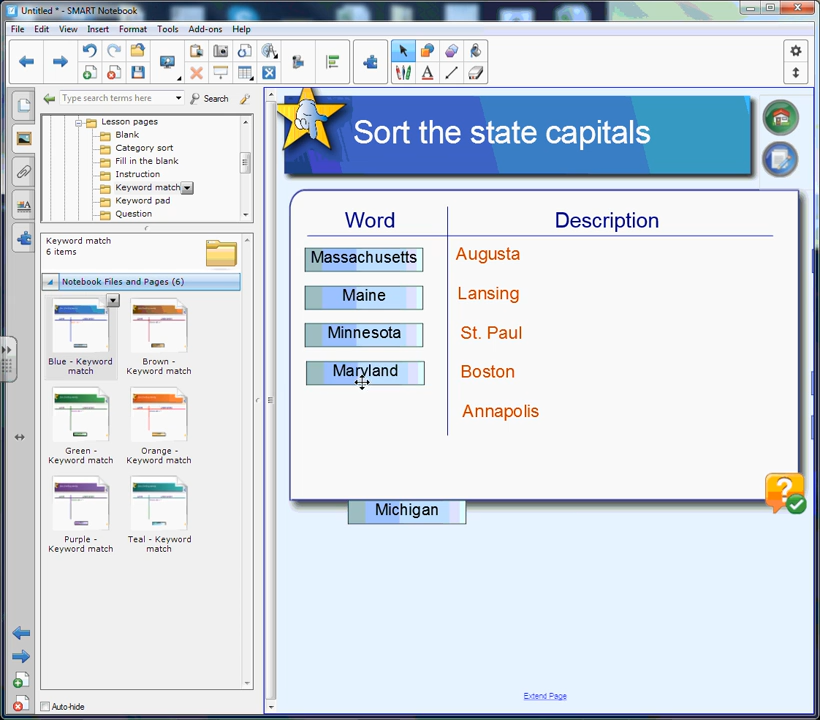 Untitled * - SMART Notebook
File Edit View Insert Format Tools Add-ons Help
Type search terms here Search
Lesson pages
Blank
Category sort
Fill in the blank
Instruction
Keyword match
Keyword pad
Question
Keyword match
6 items
Notebook Files and Pages (6)
Blue - Keyword match
Brown - Keyword match
Green - Keyword match
Orange - Keyword match
Purple - Keyword match
Teal - Keyword match
Auto-hide
Sort the state capitals
Word Description
Massachusetts Augusta
Maine Lansing
Minnesota St. Paul
Maryland Boston
Annapolis
Michigan
Extend Page